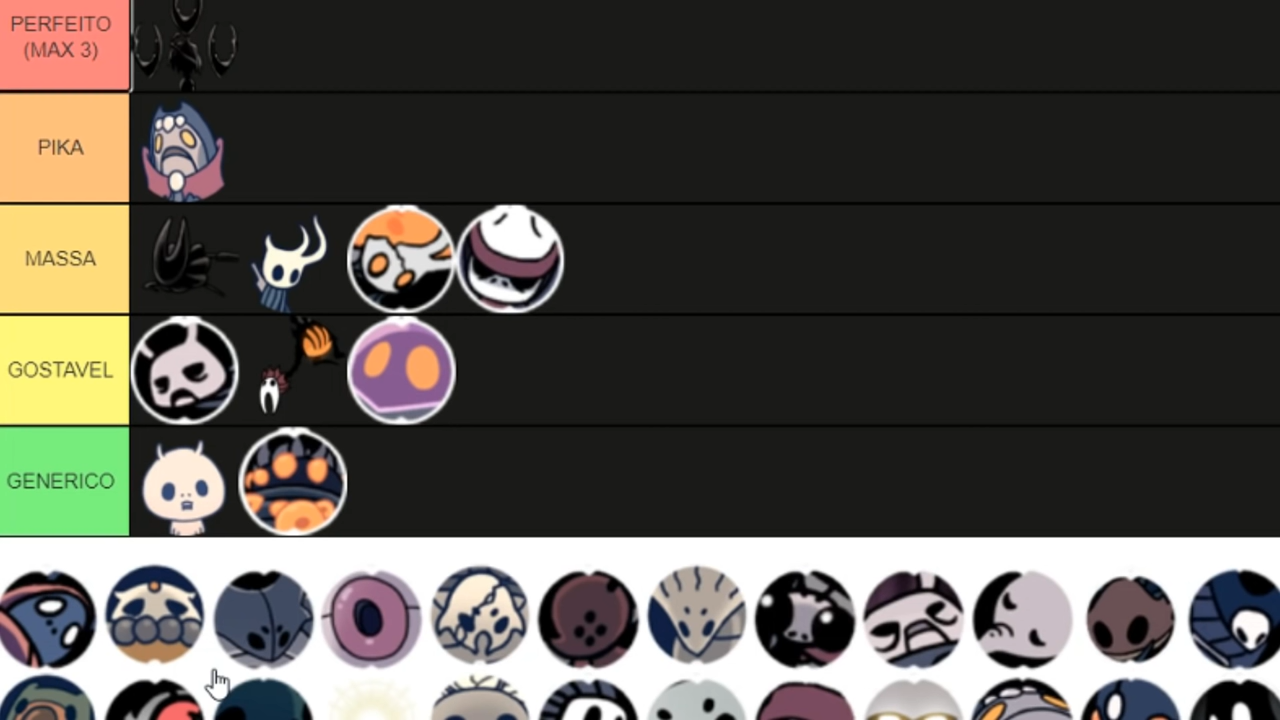 PERFEITO
(MAX 3)
PIKA
MASSA
GOSTAVEL
GENERICO